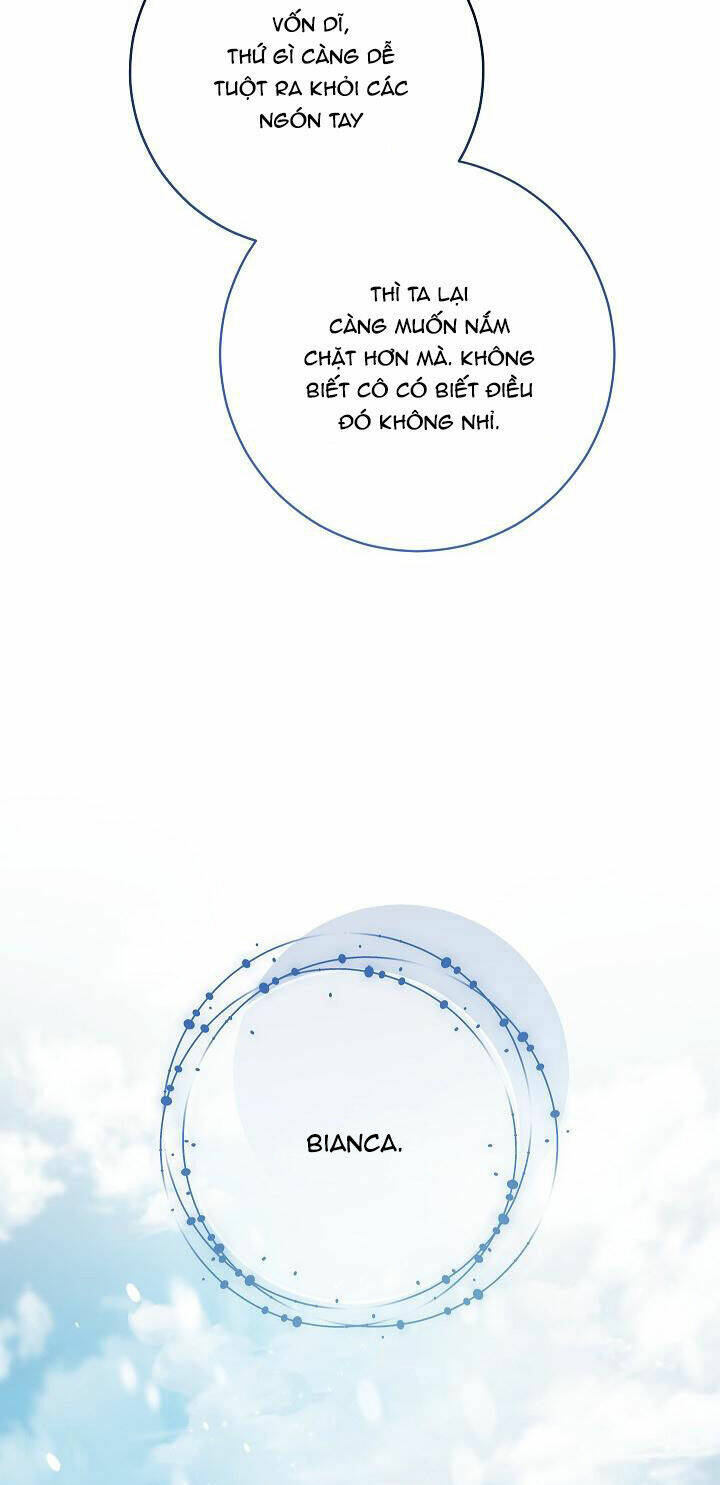 VỐN DĨ,
THỨ GÌ CÀNG DỄ
TUỘT RA KHỎI CÁC
NGÓN TAY
THÌ TA LẠI
CÀNG MUỐN NẮM
CHẶT HƠN MÀ. KHÔNG
BIẾT CÔ CÓ BIẾT ĐIỀU
ĐÓ KHÔNG NHỈ.
BIANCA.